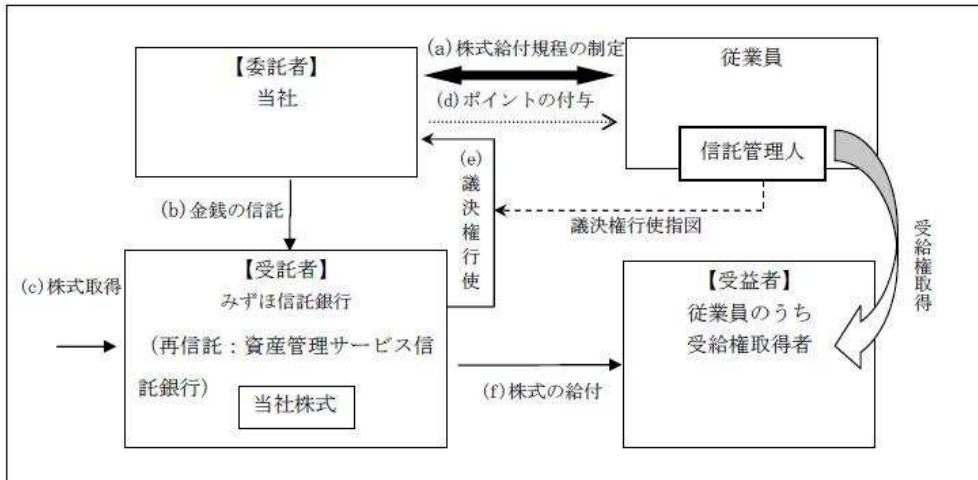 (a)株式給付規程の制定
【委託者】
当社
従業員
(d)ポイントの付与
信託管理人
(e)議決権行使
(b)金銭の信託
議決権行使指図
受給権取得
(c)株式取得
【受託者】
みずほ信託銀行
(再信託:資産管理サービス信
託銀行)
当社株式
【受益者】
従業員のうち
受給権取得者
(f)株式の給付